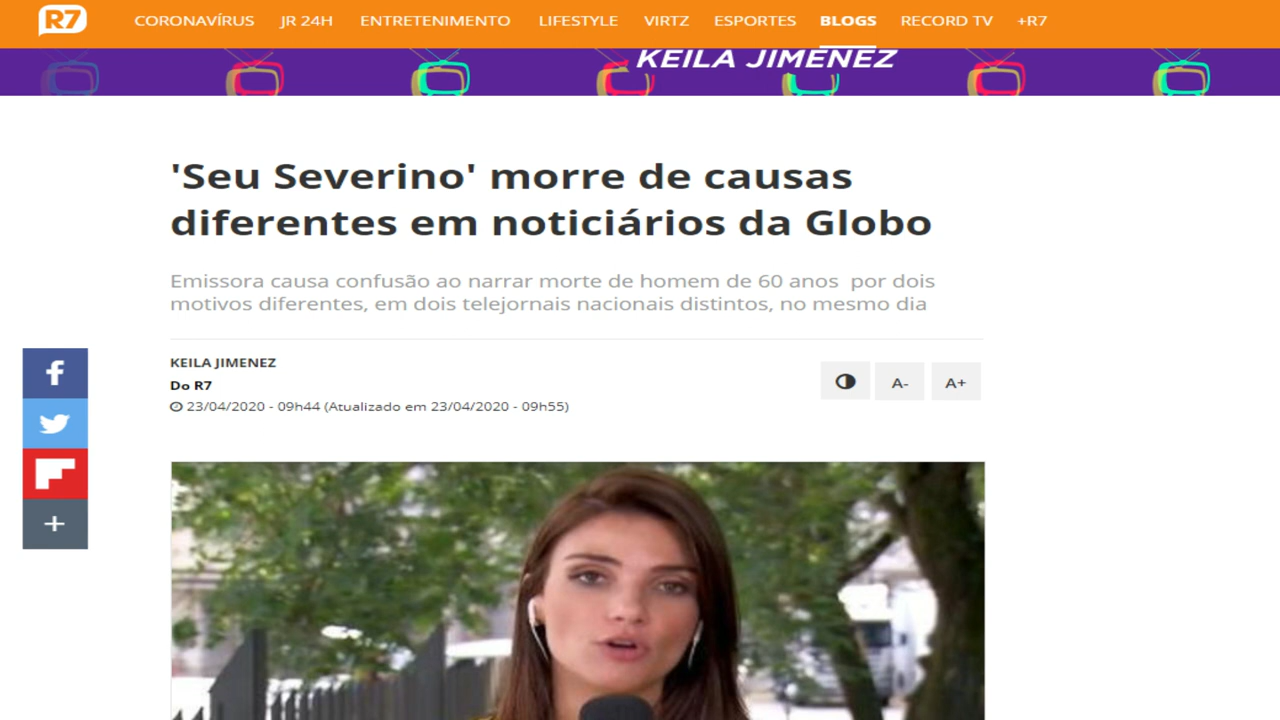 R7 CORONAVÍRUS JR 24H ENTRETENIMENTO LIFESTYLE VIRTZ ESPORTES BLOGS RECORD TV +R7
KEILA JIMENEZ
'Seu Severino' morre de causas
diferentes em noticiários da Globo
Emissora causa confusão ao narrar morte de homem de 60 anos por dois
motivos diferentes, em dois telejornais nacionais distintos, no mesmo dia
KEILA JIMENEZ
Do R7
23/04/2020 - 09h44 (Atualizado em 23/04/2020 - 09h55)
A- A+